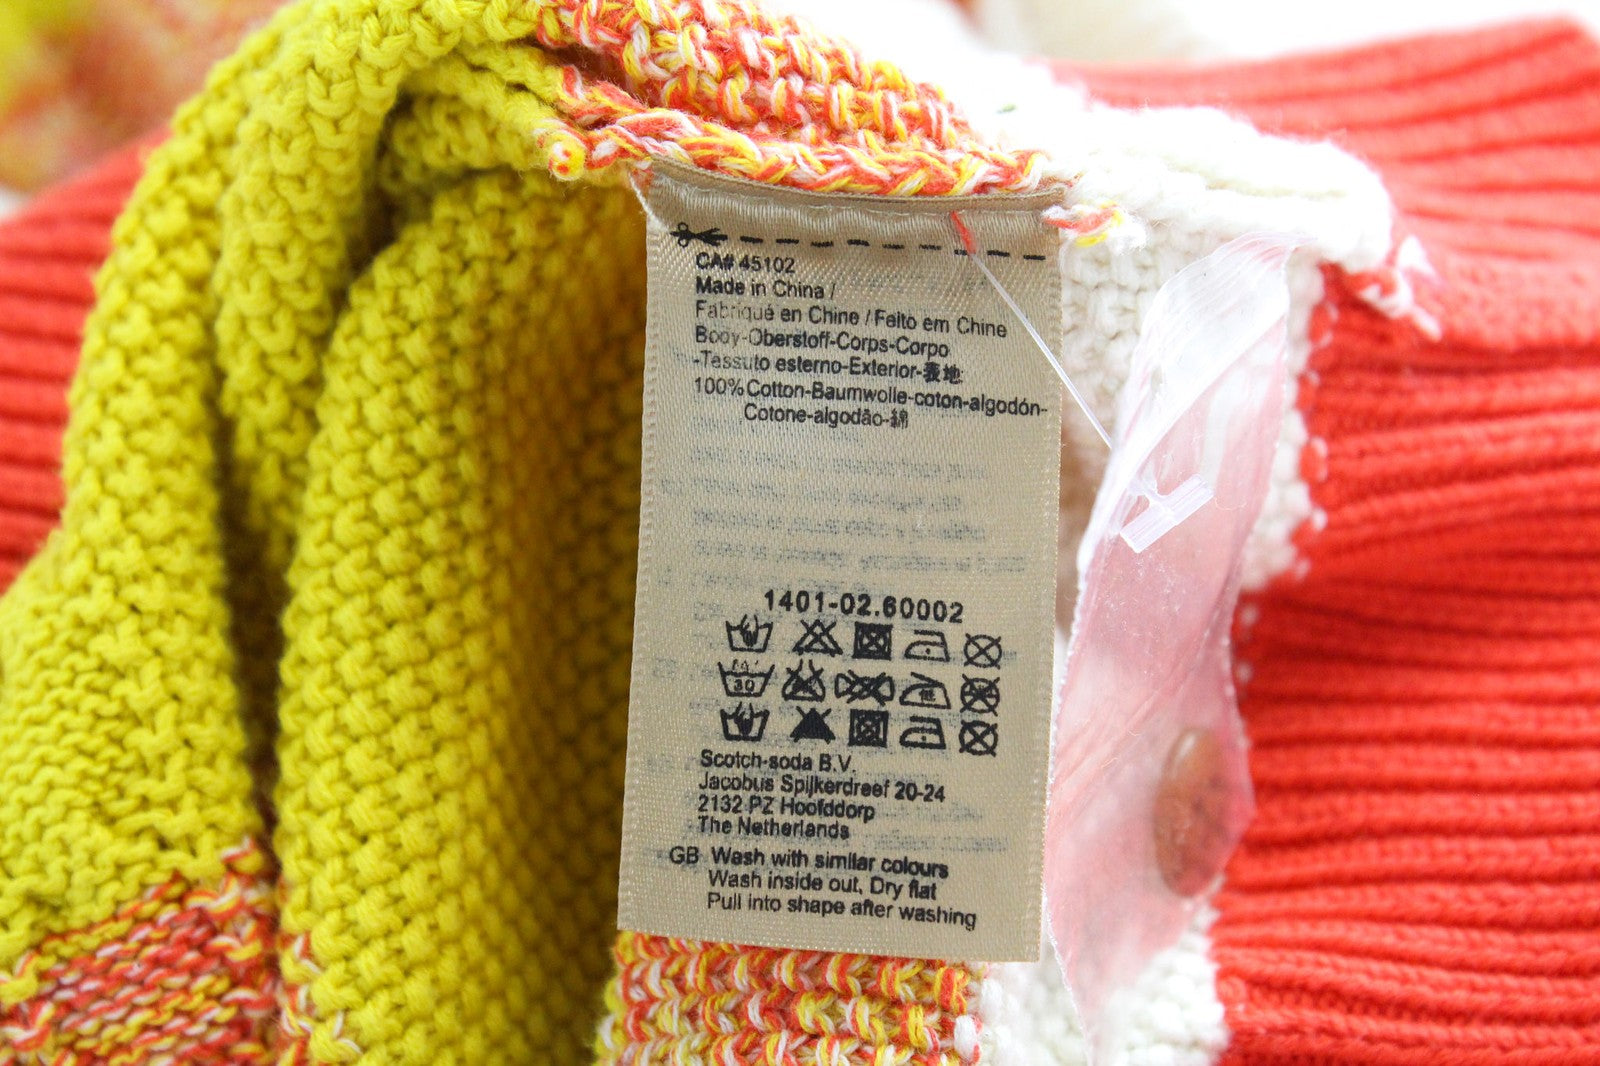 CA# 45102
Made in China /
Fabriqué en Chine / Feito em Chine
Body-Oberstoff-Corps-Corpo
-Tessuto esterno-Exterior-表地
100% Cotton-Baumwolle-coton-algodón-
Cotone-algodão-綿
1401-02.60002
30
Scotch-soda B.V.
Jacobus Spijkerdreef 20-24
2132 PZ Hoofddorp
The Netherlands
GB Wash with similar colours
Wash inside out, Dry flat
Pull into shape after washing